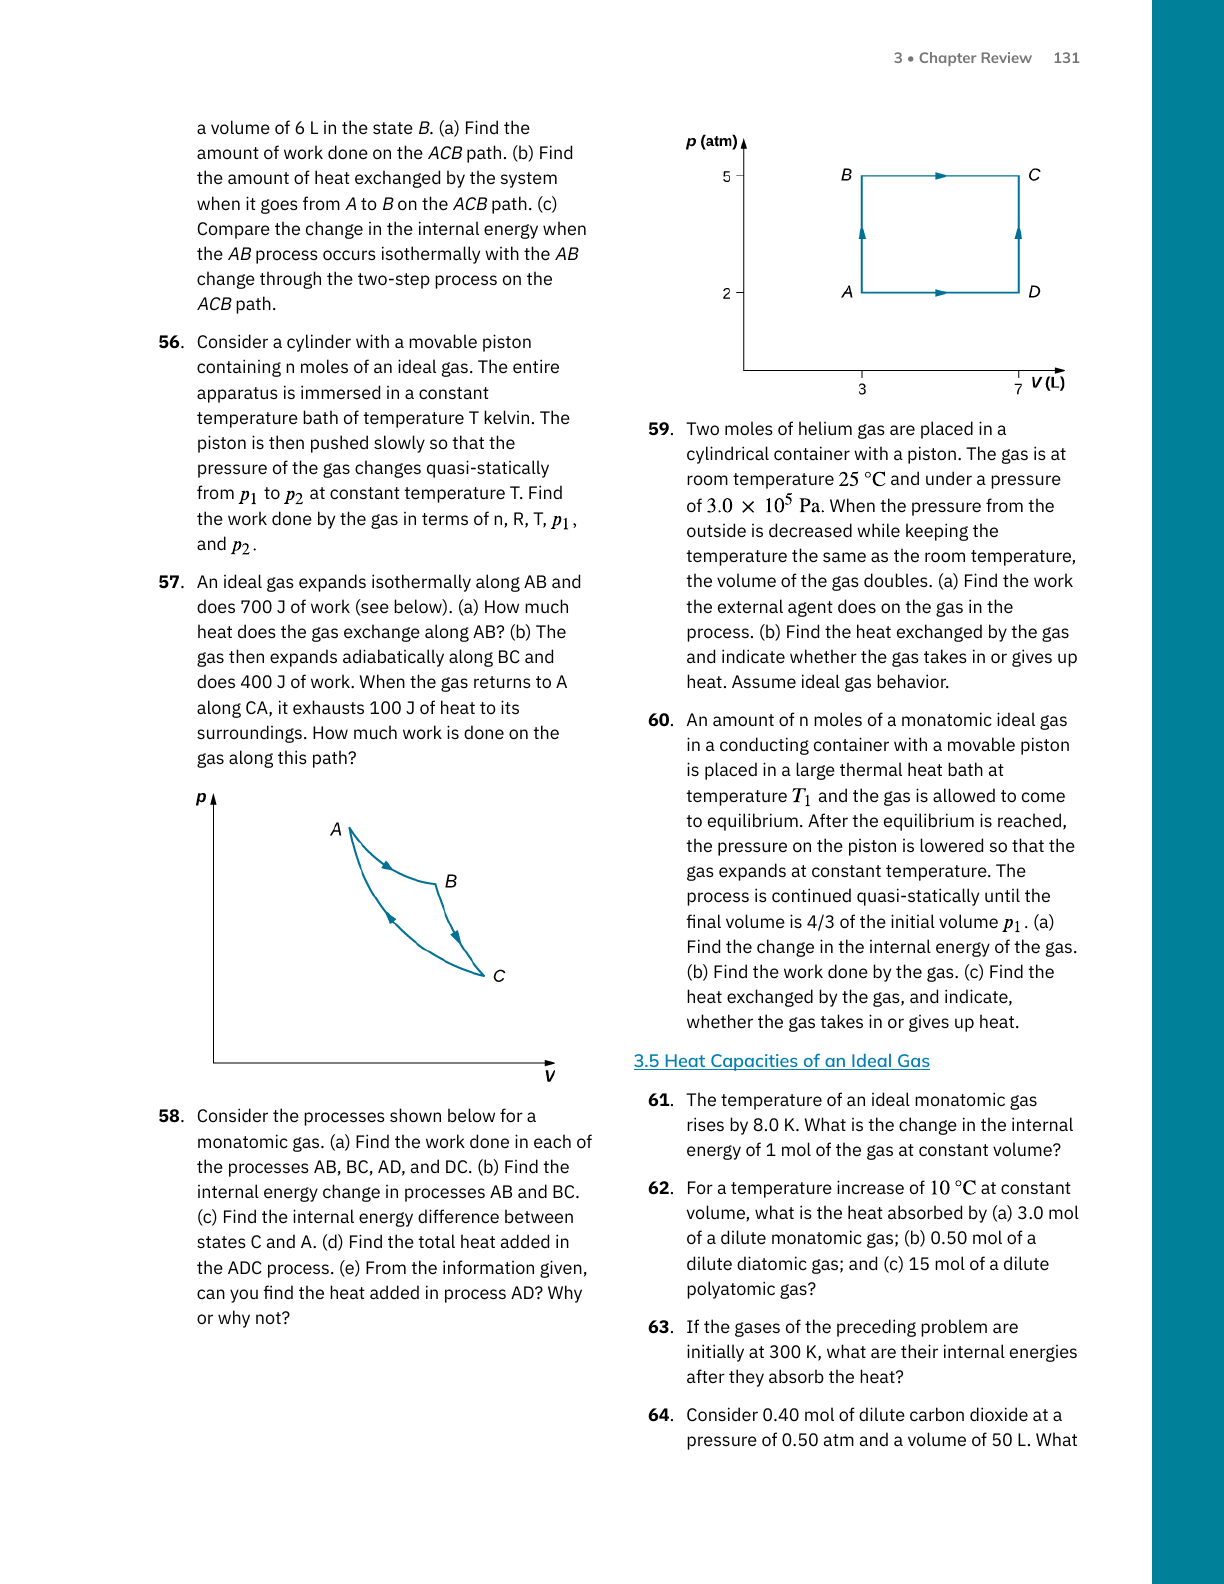 3 • Chapter Review 131
a volume of 6 L in the state B. (a) Find the
amount of work done on the ACB path. (b) Find
the amount of heat exchanged by the system
when it goes from A to B on the ACB path. (c)
Compare the change in the internal energy when
the AB process occurs isothermally with the AB
change through the two-step process on the
ACB path.
56. Consider a cylinder with a movable piston
containing n moles of an ideal gas. The entire
apparatus is immersed in a constant
temperature bath of temperature T kelvin. The
piston is then pushed slowly so that the
pressure of the gas changes quasi-statically
from p₁ to p₂ at constant temperature T. Find
the work done by the gas in terms of n, R, T, p₁,
and p₂.
57. An ideal gas expands isothermally along AB and
does 700 J of work (see below). (a) How much
heat does the gas exchange along AB? (b) The
gas then expands adiabatically along BC and
does 400 J of work. When the gas returns to A
along CA, it exhausts 100 J of heat to its
surroundings. How much work is done on the
gas along this path?
p
A
B
C
V
58. Consider the processes shown below for a
monatomic gas. (a) Find the work done in each of
the processes AB, BC, AD, and DC. (b) Find the
internal energy change in processes AB and BC.
(c) Find the internal energy difference between
states C and A. (d) Find the total heat added in
the ADC process. (e) From the information given,
can you find the heat added in process AD? Why
or why not?
p (atm)
5
B
C
2
A
D
3
7
V (L)
59. Two moles of helium gas are placed in a
cylindrical container with a piston. The gas is at
room temperature 25 °C and under a pressure
of 3.0 × 10⁵ Pa. When the pressure from the
outside is decreased while keeping the
temperature the same as the room temperature,
the volume of the gas doubles. (a) Find the work
the external agent does on the gas in the
process. (b) Find the heat exchanged by the gas
and indicate whether the gas takes in or gives up
heat. Assume ideal gas behavior.
60. An amount of n moles of a monatomic ideal gas
in a conducting container with a movable piston
is placed in a large thermal heat bath at
temperature T₁ and the gas is allowed to come
to equilibrium. After the equilibrium is reached,
the pressure on the piston is lowered so that the
gas expands at constant temperature. The
process is continued quasi-statically until the
final volume is 4/3 of the initial volume p₁. (a)
Find the change in the internal energy of the gas.
(b) Find the work done by the gas. (c) Find the
heat exchanged by the gas, and indicate,
whether the gas takes in or gives up heat.
3.5 Heat Capacities of an Ideal Gas
61. The temperature of an ideal monatomic gas
rises by 8.0 K. What is the change in the internal
energy of 1 mol of the gas at constant volume?
62. For a temperature increase of 10 °C at constant
volume, what is the heat absorbed by (a) 3.0 mol
of a dilute monatomic gas; (b) 0.50 mol of a
dilute diatomic gas; and (c) 15 mol of a dilute
polyatomic gas?
63. If the gases of the preceding problem are
initially at 300 K, what are their internal energies
after they absorb the heat?
64. Consider 0.40 mol of dilute carbon dioxide at a
pressure of 0.50 atm and a volume of 50 L. What